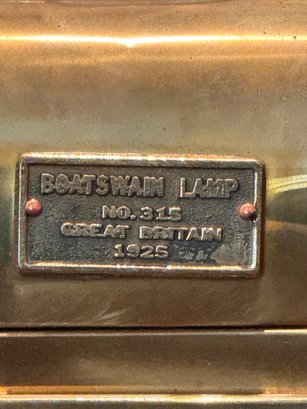 BOATSWAIN LAMP
NO. 315
GREAT BRITAIN
1925